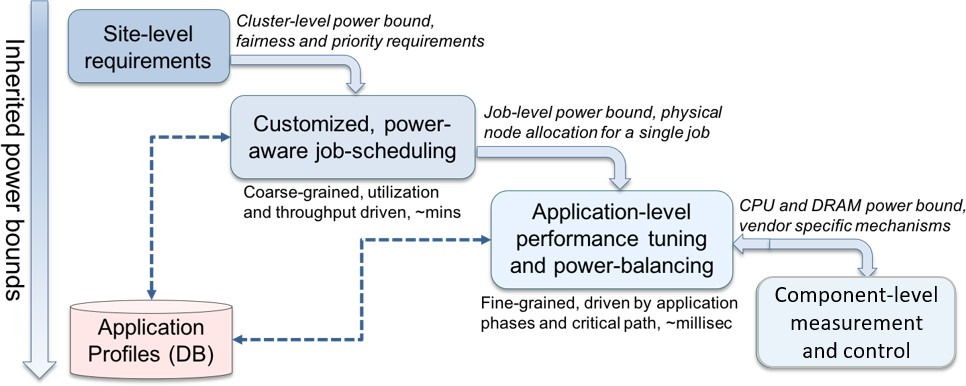 Inherited power bounds
Site-level
requirements
Cluster-level power bound,
fairness and priority requirements
Customized, power-
aware job-scheduling
Job-level power bound, physical
node allocation for a single job
Coarse-grained, utilization
and throughput driven, ~mins
Application-level
performance tuning
and power-balancing
CPU and DRAM power bound,
vendor specific mechanisms
Fine-grained, driven by application
phases and critical path, ~millisec
Component-level
measurement
and control
Application
Profiles (DB)